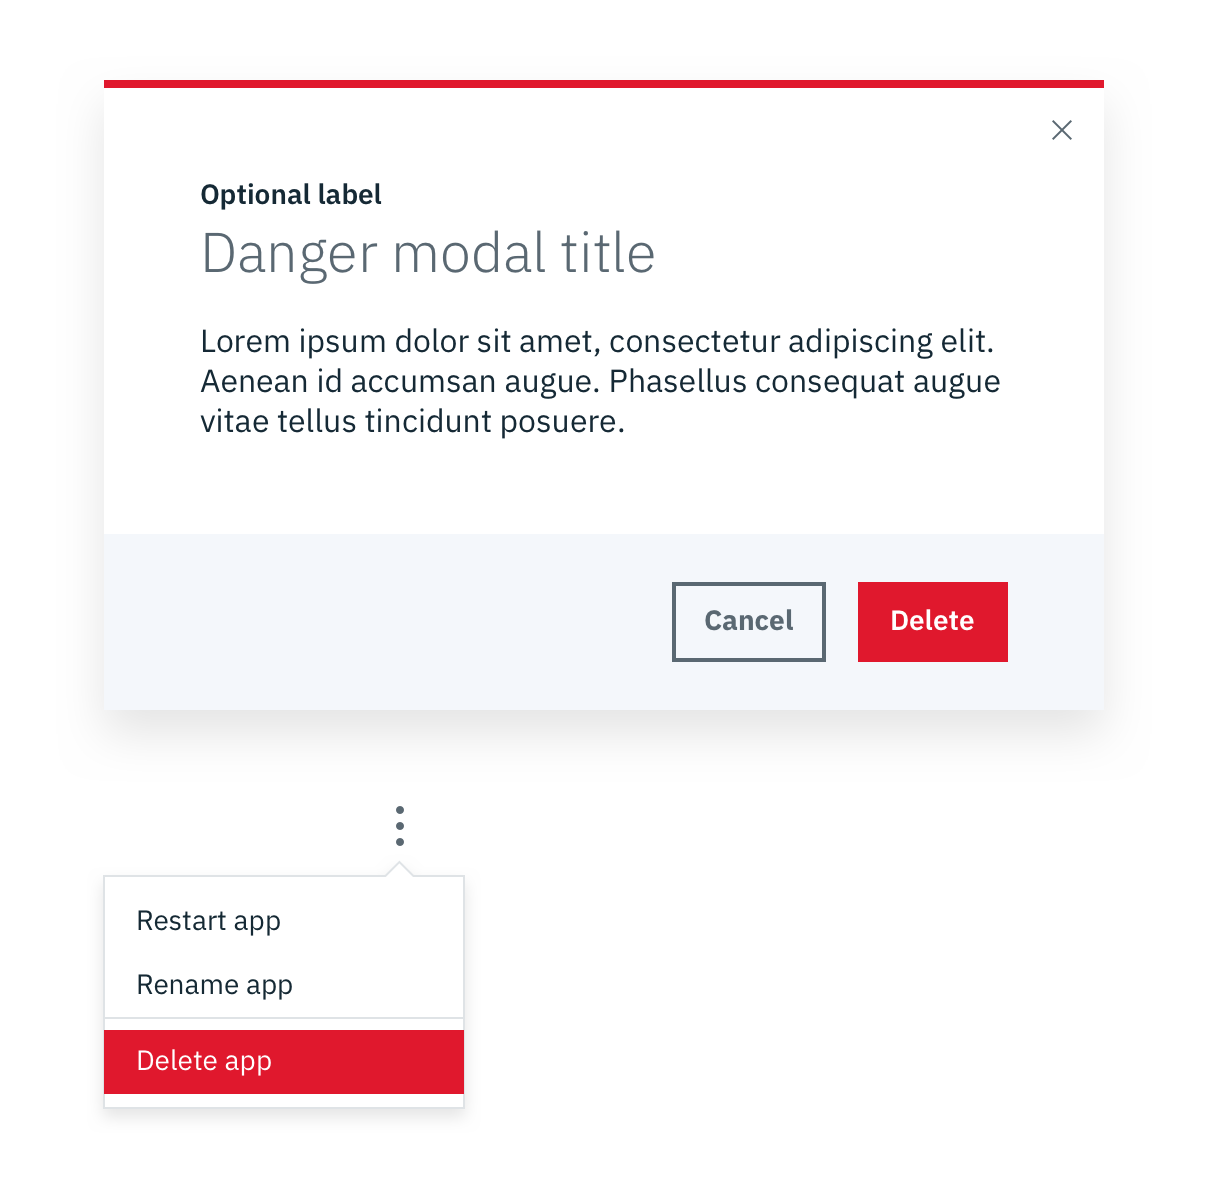 Optional label
Danger modal title
Lorem ipsum dolor sit amet, consectetur adipiscing elit.
Aenean id accumsan augue. Phasellus consequat augue
vitae tellus tincidunt posuere.
Cancel
Delete
Restart app
Rename app
Delete app